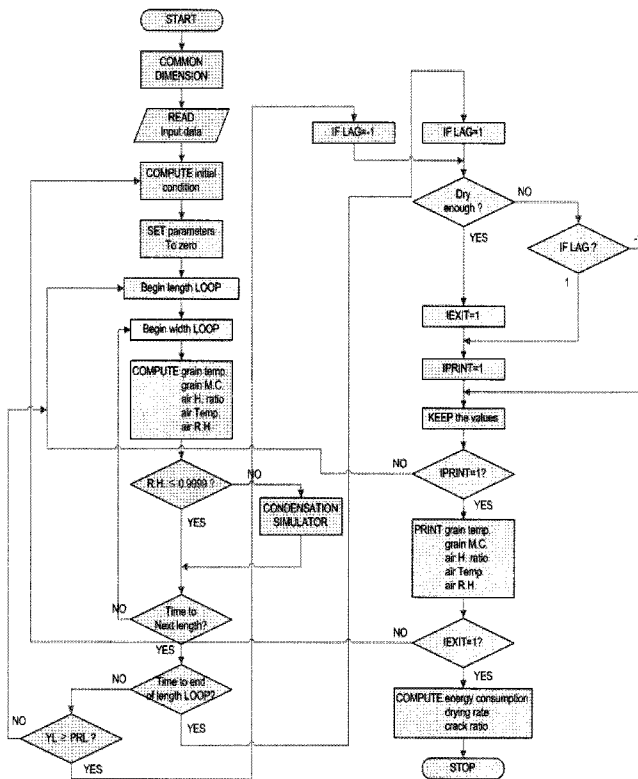 START
COMMON
DIMENSION
READ
Input data
COMPUTE initial
condition
SET parameters
To zero
Begin length LOOP
Begin width LOOP
COMPUTE grain temp.
grain M.C.
air H. ratio
air Temp.
air R.H.
R.H. ≤ 0.9999 ?
NO
YES
CONDENSATION
SIMULATOR
Time to
Next length?
NO
YES
Time to end
of length LOOP?
NO
YES
YL ≥ PRL ?
NO
YES
IF LAG=-1
IF LAG=1
Dry
enough ?
NO
YES
IF LAG ?
-1
1
IEXIT=1
IPRINT=1
KEEP the values
IPRINT=1?
NO
YES
PRINT grain temp.
grain M.C.
air H. ratio
air Temp.
air R.H.
IEXIT=1?
NO
YES
COMPUTE energy consumption
drying rate
crack ratio
STOP